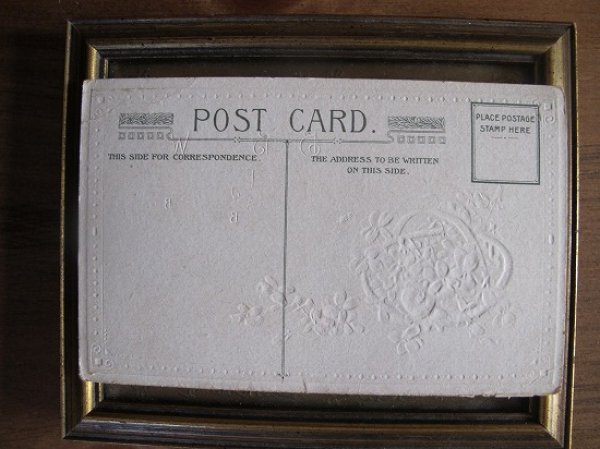 POST CARD.
PLACE POSTAGE
STAMP HERE
THIS SIDE FOR CORRESPONDENCE
THE ADDRESS TO BE WRITTEN
ON THIS SIDE.